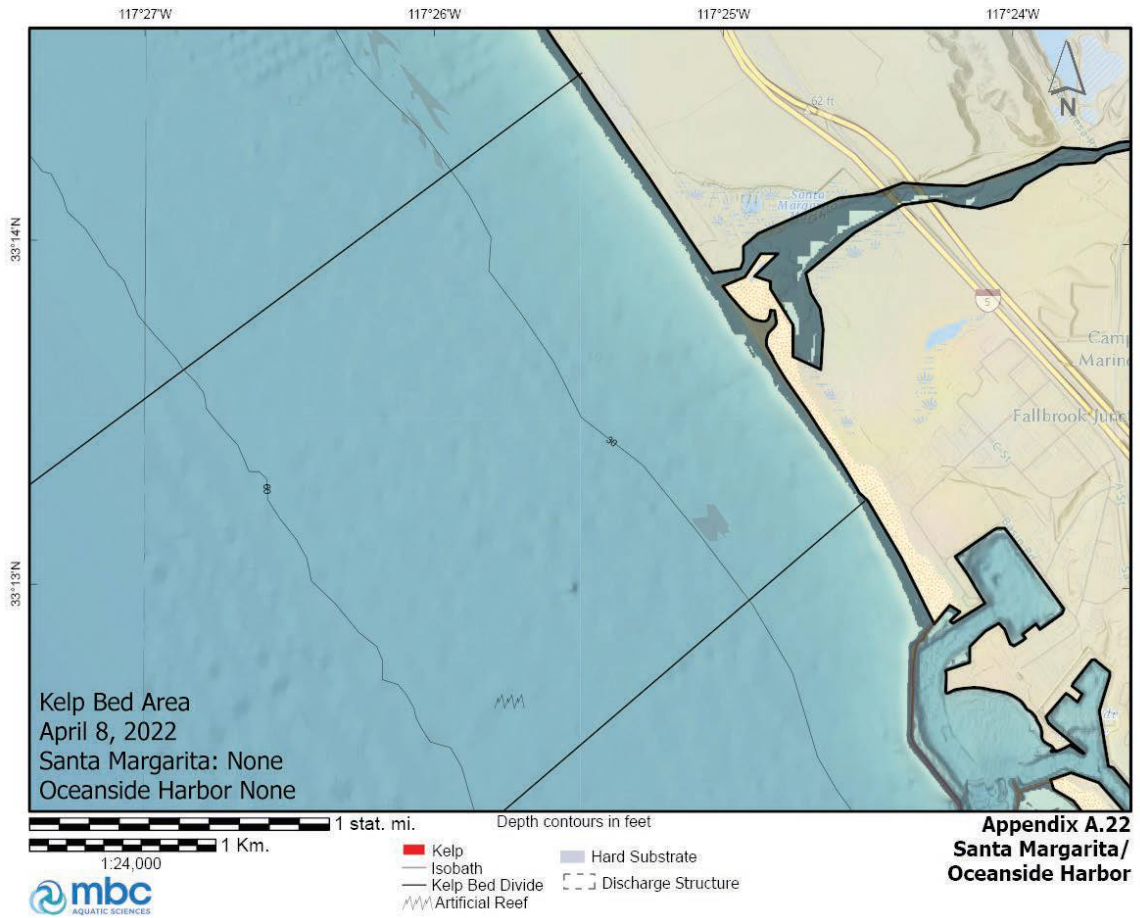 117°27'W 117°26'W 117°25'W 117°24'W
62 ft
N
33°14'N
Santa
5
Camp
Marine
Fallbrook Junct
C-St
30
60
33°13'N
Kelp Bed Area
April 8, 2022
Santa Margarita: None
Oceanside Harbor None
1 stat. mi.
1 Km.
1:24,000
mbc
AQUATIC SCIENCES
Depth contours in feet
Kelp
Isobath
Kelp Bed Divide
Artificial Reef
Hard Substrate
Discharge Structure
Appendix A.22
Santa Margarita/
Oceanside Harbor